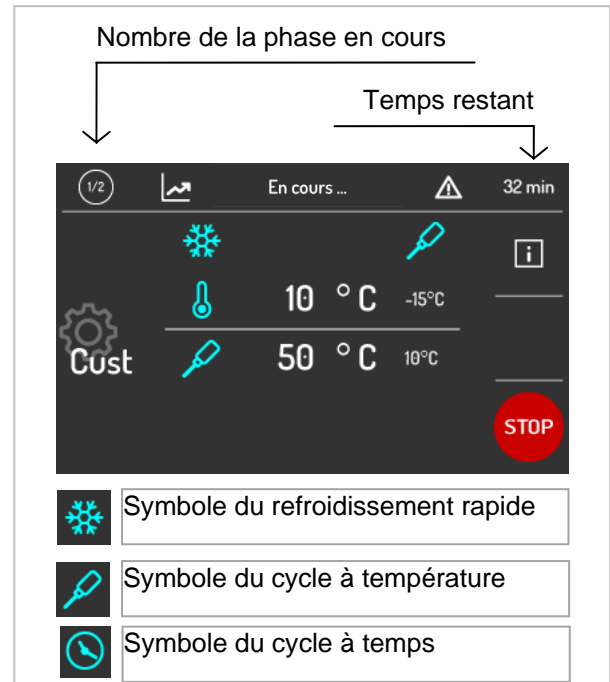 Nombre de la phase en cours
Temps restant
1/2 En cours ... 32 min
i
10 °C -15°C
Cust 50 °C 10°C
STOP
Symbole du refroidissement rapide
Symbole du cycle à température
Symbole du cycle à temps